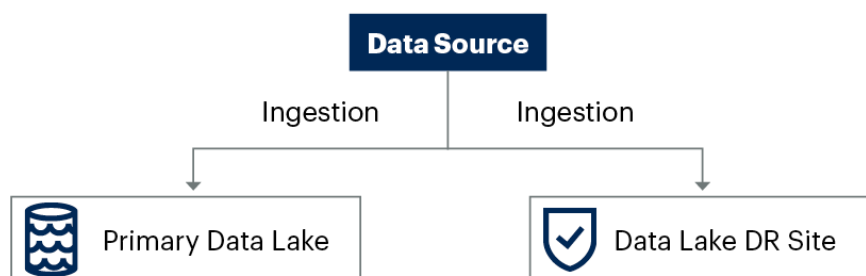 Data Source
Ingestion Ingestion
Primary Data Lake Data Lake DR Site